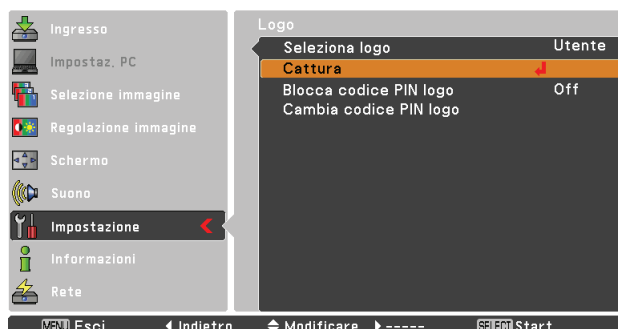 Ingresso
Impostaz. PC
Selezione immagine
Regolazione immagine
Schermo
Suono
Impostazione
Informazioni
Rete
Logo
Seleziona logo Utente
Cattura
Blocca codice PIN logo Off
Cambia codice PIN logo
MENU Esci Indietro Modificare ----- SELECT Start